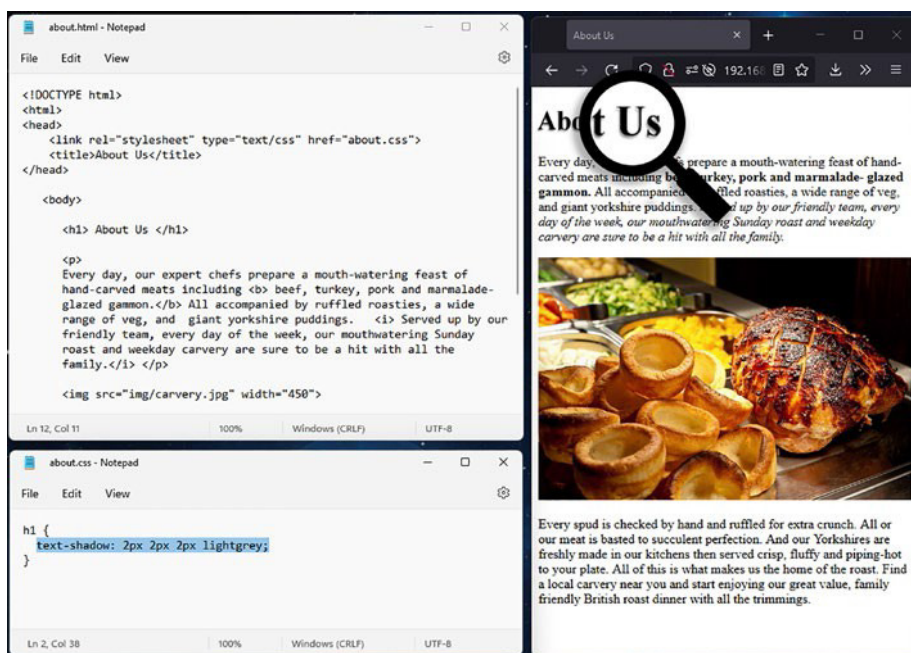 about.html - Notepad
File Edit View
<!DOCTYPE html>
<html>
<head>
<link rel="stylesheet" type="text/css" href="about.css">
<title>About Us</title>
</head>
<body>
<h1> About Us </h1>
<p>
Every day, our expert chefs prepare a mouth-watering feast of
hand-carved meats including <b> beef, turkey, pork and marmalade-
glazed gammon.</b> All accompanied by ruffled roasties, a wide
range of veg, and giant yorkshire puddings. <i> Served up by our
friendly team, every day of the week, our mouthwatering Sunday
roast and weekday carvery are sure to be a hit with all the
family.</i> </p>
<img src="img/carvery.jpg" width="450">
Ln 12, Col 11 100% Windows (CRLF) UTF-8
about.css - Notepad
File Edit View
h1 {
text-shadow: 2px 2px 2px lightgrey;
}
Ln 2, Col 38 100% Windows (CRLF) UTF-8
About Us
192.168
About Us
Every day, prepare a mouth-watering feast of hand-
carved meats including turkey, pork and marmalade- glazed
gammon. All accompanied ruffled roasties, a wide range of veg,
and giant yorkshire puddings. up by our friendly team, every
day of the week, our mouthwatering Sunday roast and weekday
carvery are sure to be a hit with all the family.
Every spud is checked by hand and ruffled for extra crunch. All or
our meat is basted to succulent perfection. And our Yorkshires are
freshly made in our kitchens then served crisp, fluffy and piping-hot
to your plate. All of this is what makes us the home of the roast. Find
a local carvery near you and start enjoying our great value, family
friendly British roast dinner with all the trimmings.